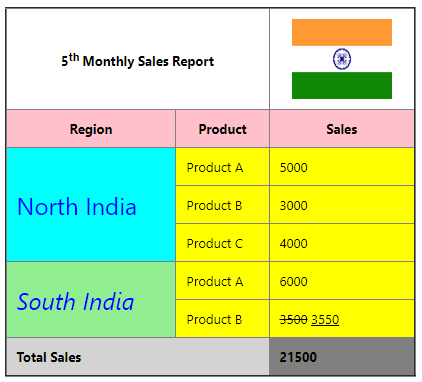 5th Monthly Sales Report
Region Product Sales
North India Product A 5000
Product B 3000
Product C 4000
South India Product A 6000
Product B 3500 3550
Total Sales 21500